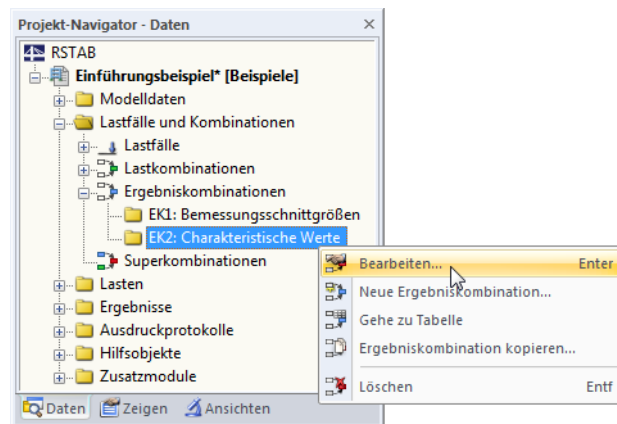 Projekt-Navigator - Daten
RSTAB
Einführungsbeispiel* [Beispiele]
Modelldaten
Lastfälle und Kombinationen
Lastfälle
Lastkombinationen
Ergebniskombinationen
EK1: Bemessungsschnittgrößen
EK2: Charakteristische Werte
Superkombinationen
Lasten
Ergebnisse
Ausdruckprotokolle
Hilfsobjekte
Zusatzmodule
Bearbeiten... Enter
Neue Ergebniskombination...
Gehe zu Tabelle
Ergebniskombination kopieren...
Löschen Entf
Daten Zeigen Ansichten